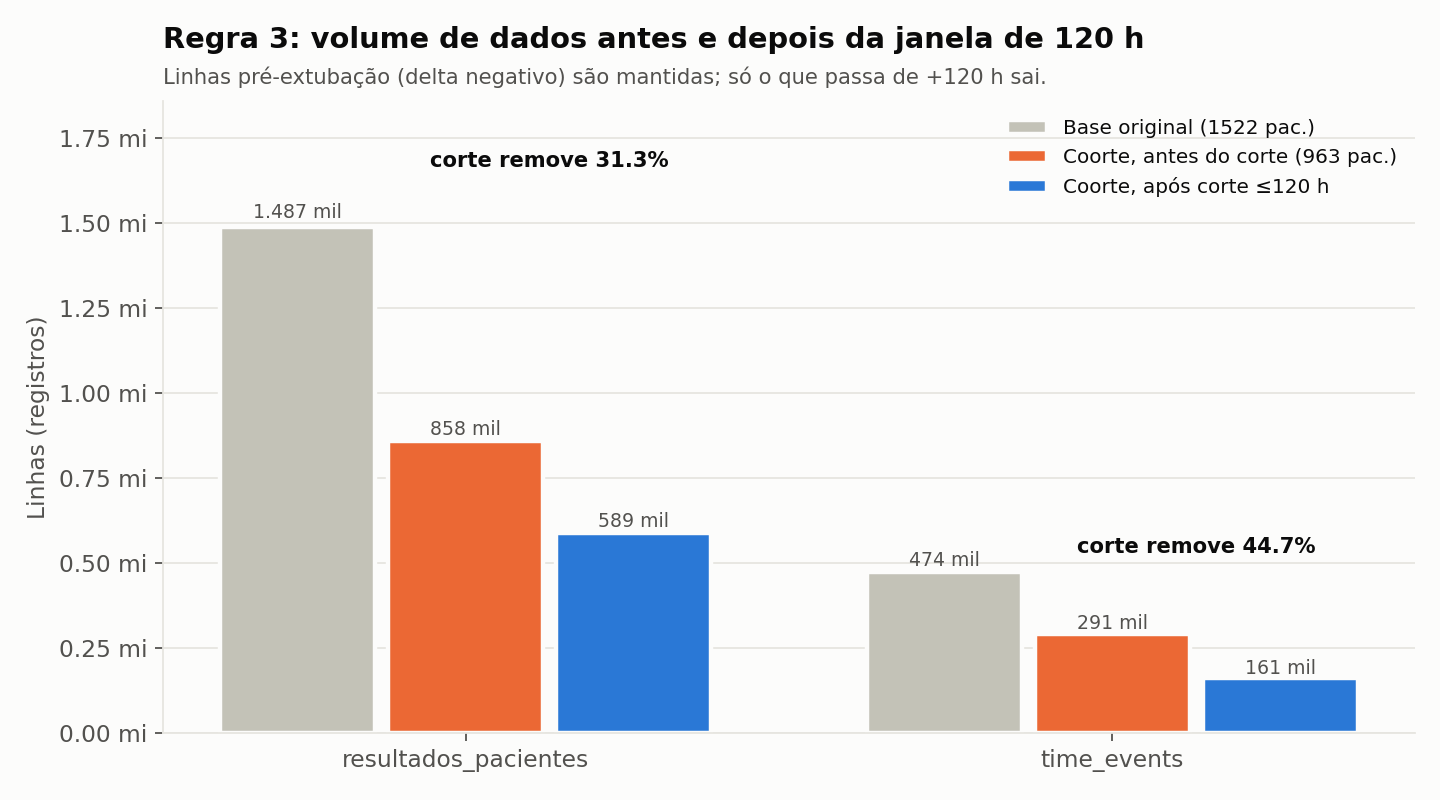 Regra 3: volume de dados antes e depois da janela de 120 h
Linhas pré-extubação (delta negativo) são mantidas; só o que passa de +120 h sai.
Base original (1522 pac.)
Coorte, antes do corte (963 pac.)
Coorte, após corte ≤120 h
Linhas (registros)
1.75 mi
1.50 mi
1.25 mi
1.00 mi
0.75 mi
0.50 mi
0.25 mi
0.00 mi
corte remove 31.3%
1.487 mil
858 mil
589 mil
corte remove 44.7%
474 mil
291 mil
161 mil
resultados_pacientes
time_events